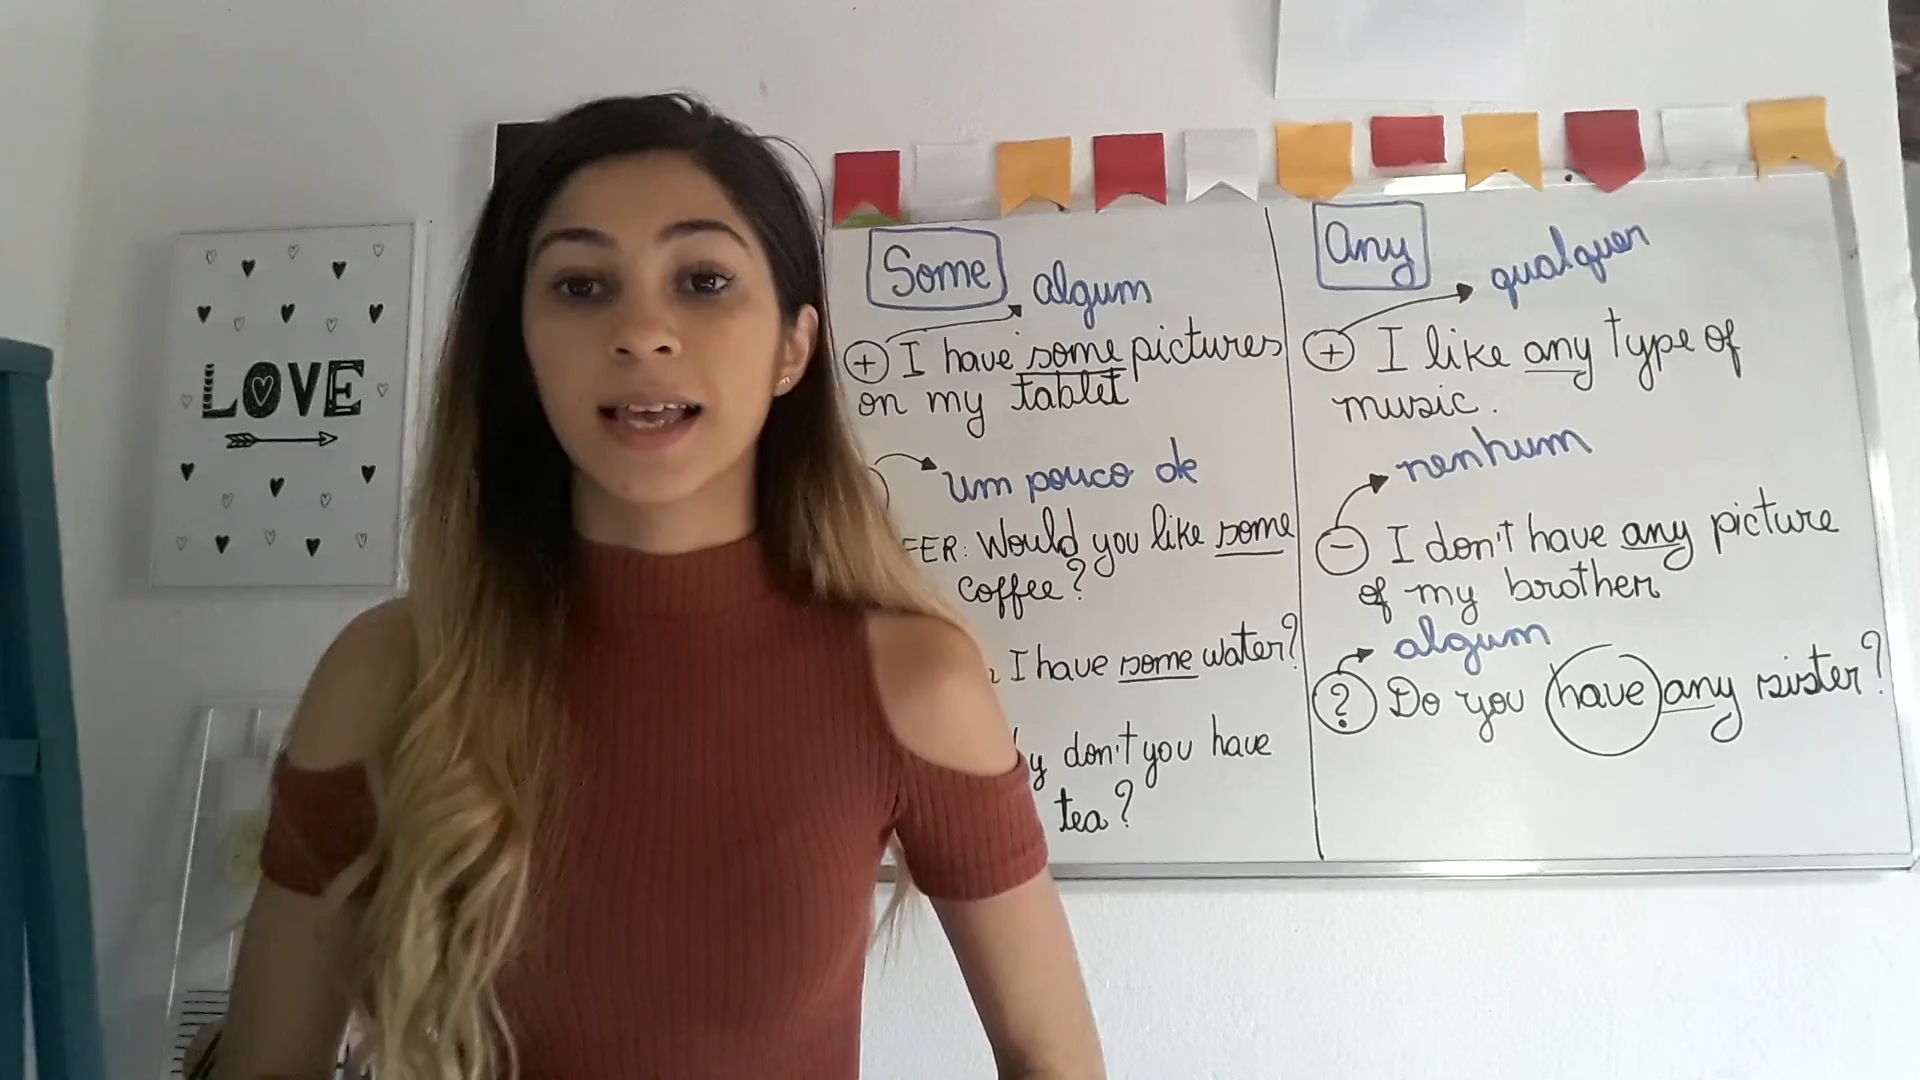 LOVE
Some
algum
+ I have some pictures
on my tablet
um pouco de
FER: Would you like some
coffee?
I have some water?
y don't you have
tea?
Any
qualquer
+ I like any type of
music.
nenhum
- I don't have any picture
of my brother
algum
? Do you have any sister?